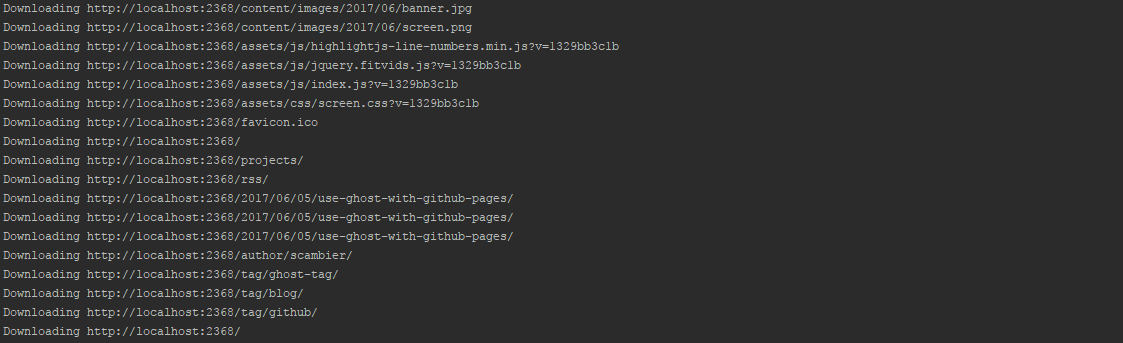 Downloading http://localhost:2368/content/images/2017/06/banner.jpg
Downloading http://localhost:2368/content/images/2017/06/screen.png
Downloading http://localhost:2368/assets/js/highlightjs-line-numbers.min.js?v=1329bb3c1b
Downloading http://localhost:2368/assets/js/jquery.fitvids.js?v=1329bb3c1b
Downloading http://localhost:2368/assets/js/index.js?v=1329bb3c1b
Downloading http://localhost:2368/assets/css/screen.css?v=1329bb3c1b
Downloading http://localhost:2368/favicon.ico
Downloading http://localhost:2368/
Downloading http://localhost:2368/projects/
Downloading http://localhost:2368/rss/
Downloading http://localhost:2368/2017/06/05/use-ghost-with-github-pages/
Downloading http://localhost:2368/2017/06/05/use-ghost-with-github-pages/
Downloading http://localhost:2368/2017/06/05/use-ghost-with-github-pages/
Downloading http://localhost:2368/author/scambier/
Downloading http://localhost:2368/tag/ghost-tag/
Downloading http://localhost:2368/tag/blog/
Downloading http://localhost:2368/tag/github/
Downloading http://localhost:2368/